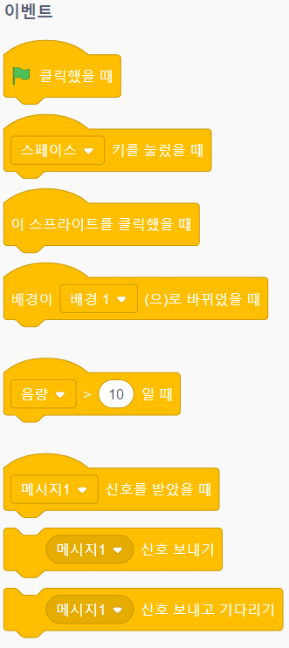 이벤트
클릭했을 때
스페이스 키를 눌렀을 때
이 스프라이트를 클릭했을 때
배경이 배경 1 (으)로 바뀌었을 때
음량 > 10 일 때
메시지1 신호를 받았을 때
메시지1 신호 보내기
메시지1 신호 보내고 기다리기